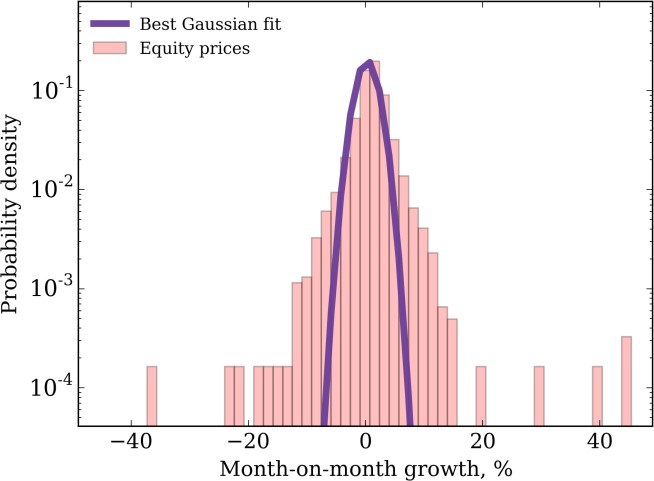 Best Gaussian fit
Equity prices
Probability density
10^-1
10^-2
10^-3
10^-4
−40 −20 0 20 40
Month-on-month growth, %